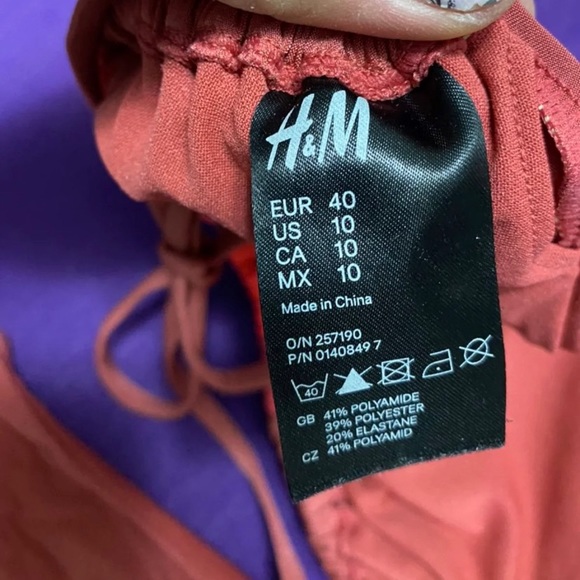 H&M
EUR 40
US 10
CA 10
MX 10
Made in China
O/N 257190
P/N 0140849 7
40
GB 41% POLYAMIDE
39% POLYESTER
20% ELASTANE
CZ 41% POLYAMID